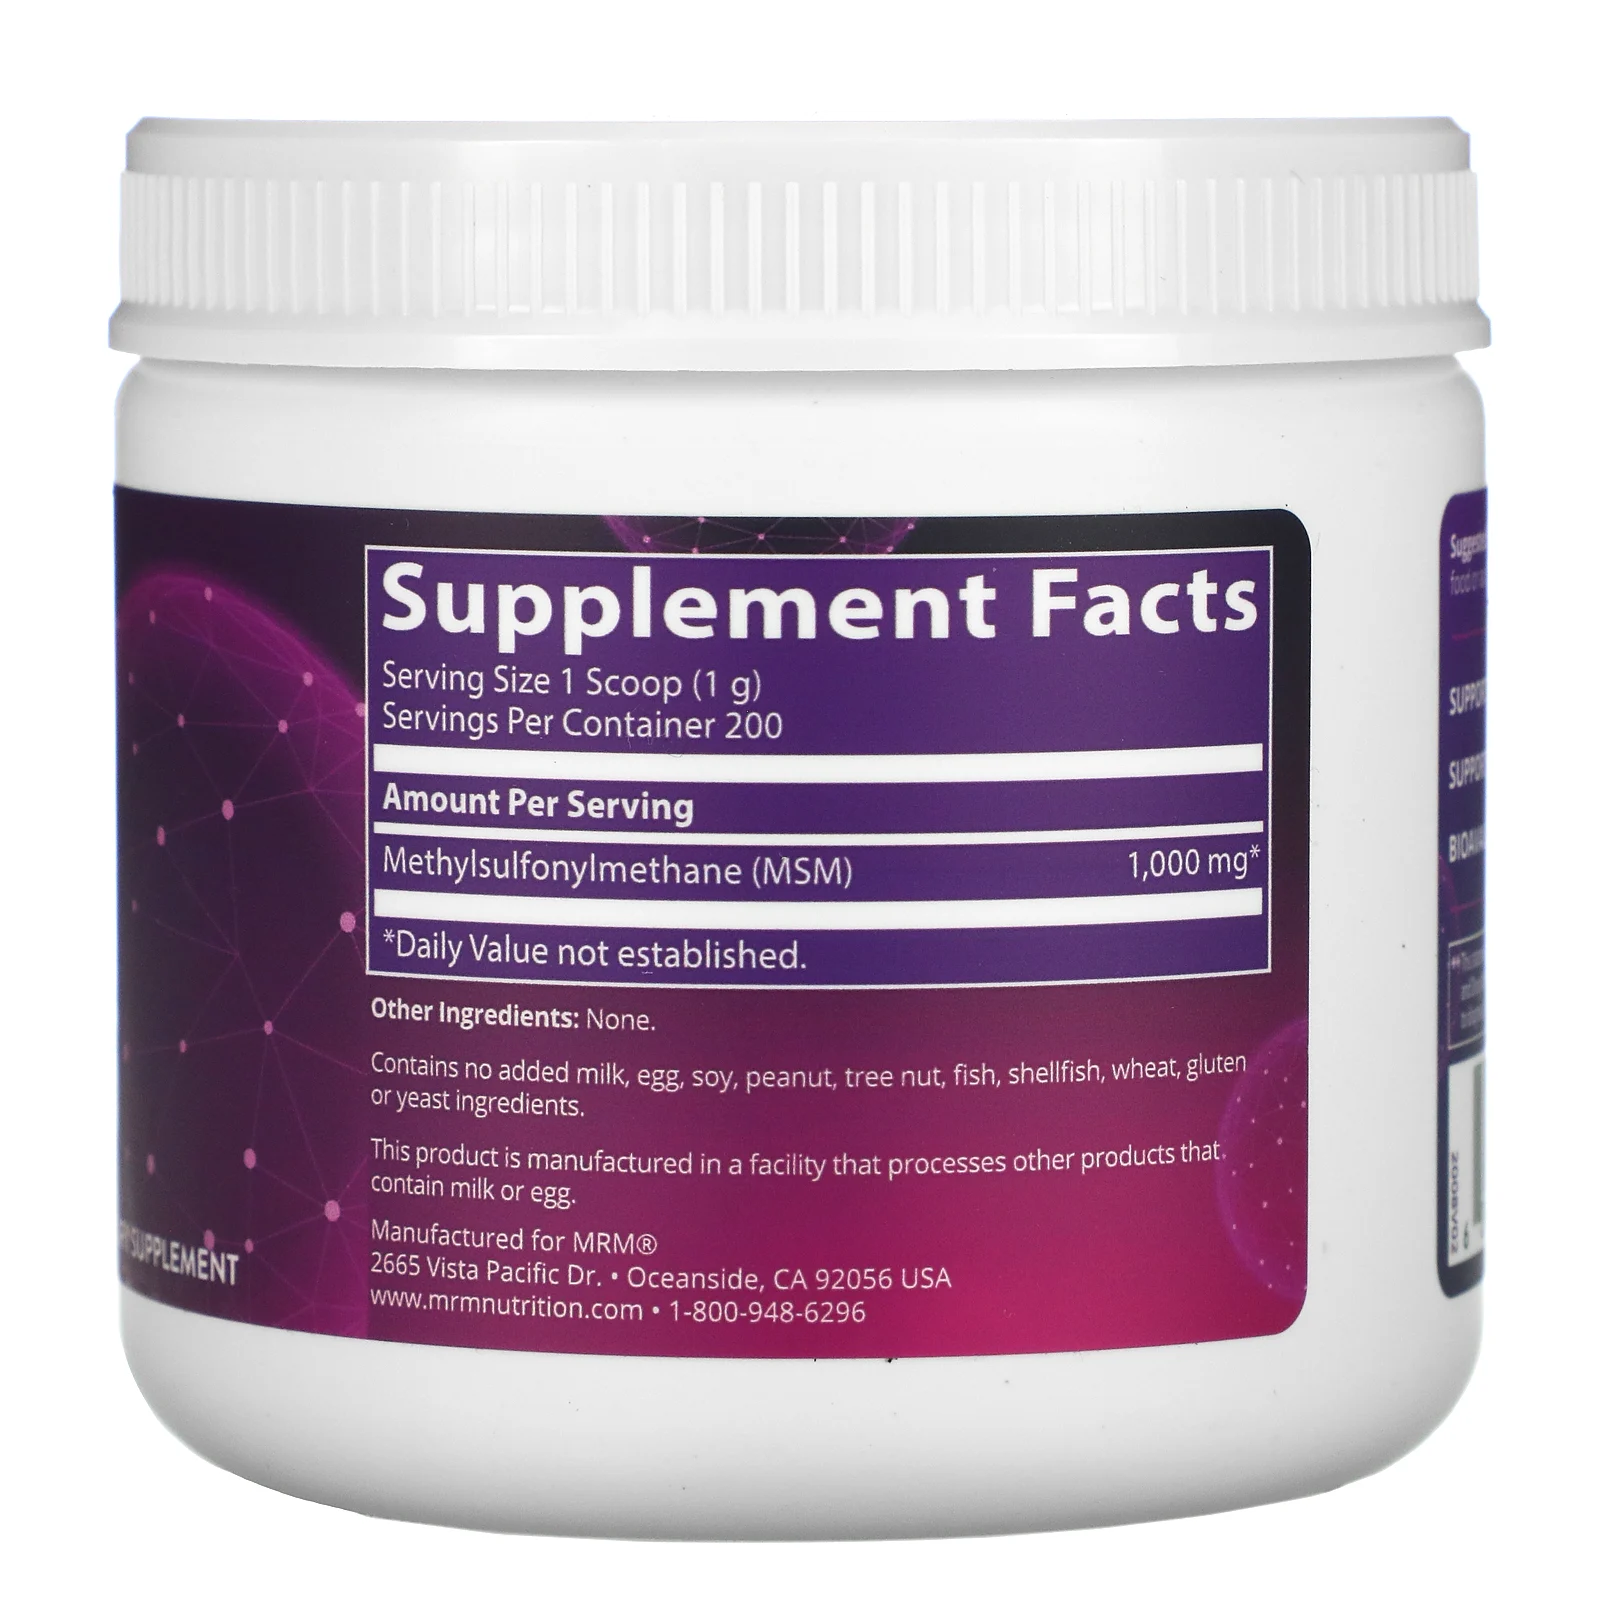 Supplement Facts
Serving Size 1 Scoop (1 g)
Servings Per Container 200
Amount Per Serving
Methylsulfonylmethane (MSM) 1,000 mg*
*Daily Value not established.
Other Ingredients: None.
Contains no added milk, egg, soy, peanut, tree nut, fish, shellfish, wheat, gluten
or yeast ingredients.
This product is manufactured in a facility that processes other products that
contain milk or egg.
Manufactured for MRM®
2665 Vista Pacific Dr. • Oceanside, CA 92056 USA
www.mrmnutrition.com • 1-800-948-6296
SUPPLEMENT
2008V02